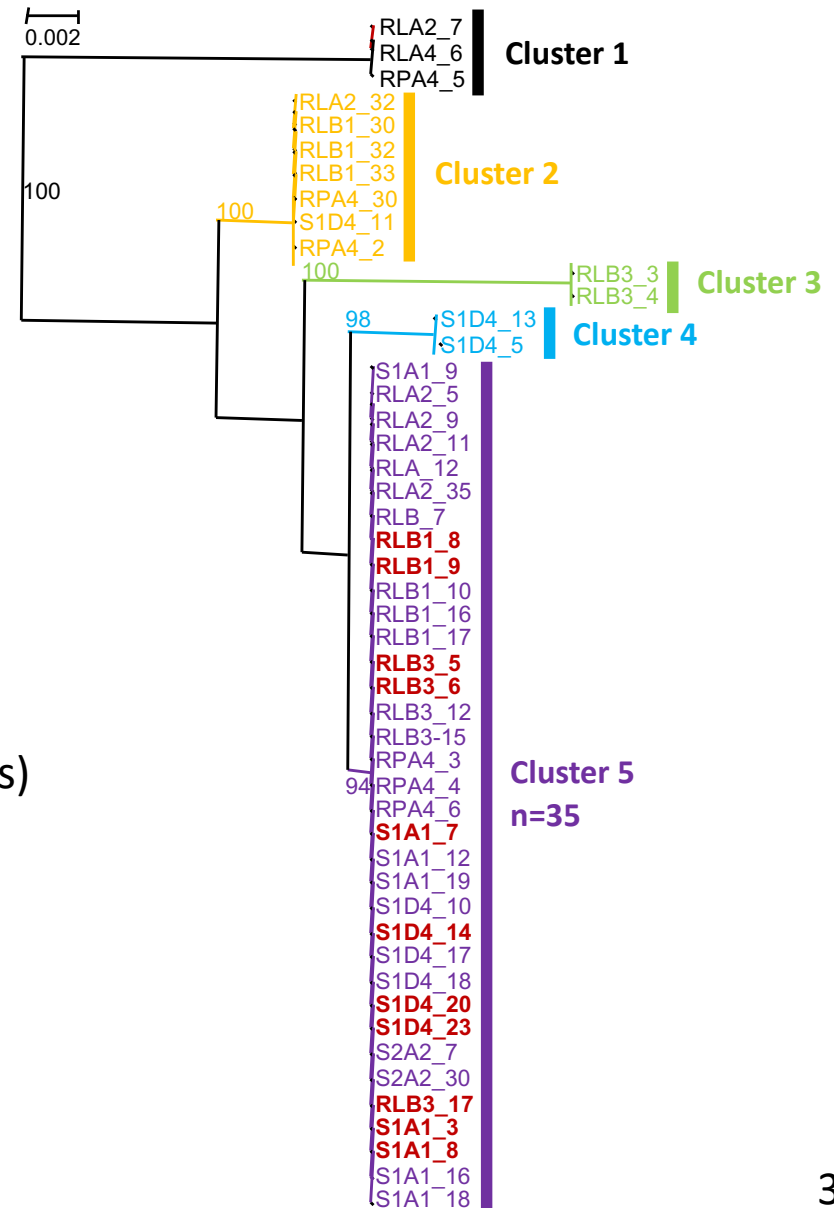 0.002
RLA2_7
RLA4_6
RPA4_5
Cluster 1
100
RLA2_32
RLB1_30
RLB1_32
RLB1_33
RPA4_30
S1D4_11
RPA4_2
Cluster 2
100
100
RLB3_3
RLB3_4
Cluster 3
98
S1D4_13
S1D4_5
Cluster 4
S1A1_9
RLA2_5
RLA2_9
RLA2_11
RLA_12
RLA2_35
RLB_7
RLB1_8
RLB1_9
RLB1_10
RLB1_16
RLB1_17
RLB3_5
RLB3_6
RLB3_12
RLB3-15
RPA4_3
RPA4_4
RPA4_6
S1A1_7
S1A1_12
S1A1_19
S1D4_10
S1D4_14
S1D4_17
S1D4_18
S1D4_20
S1D4_23
S2A2_7
S2A2_30
RLB3_17
S1A1_3
S1A1_8
S1A1_16
S1A1_18
94
Cluster 5
n=35
s)
3